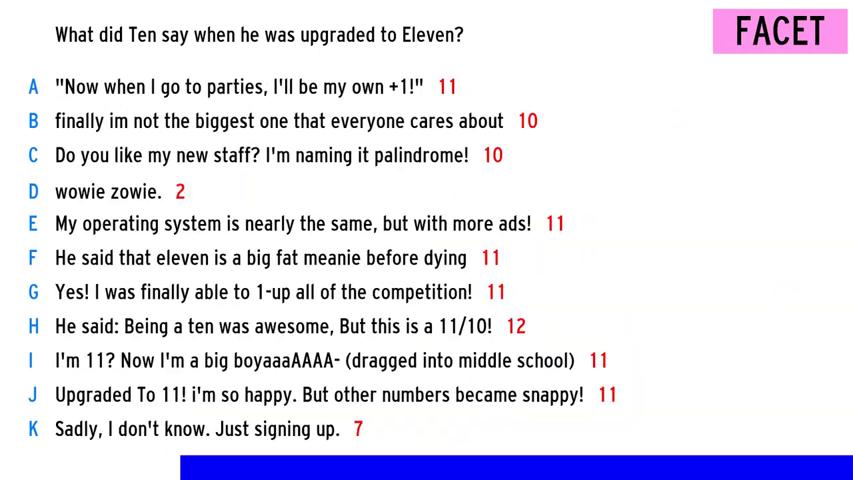 What did Ten say when he was upgraded to Eleven?
FACET
A "Now when I go to parties, I'll be my own +1!" 11
B finally im not the biggest one that everyone cares about 10
C Do you like my new staff? I'm naming it palindrome! 10
D wowie zowie. 2
E My operating system is nearly the same, but with more ads! 11
F He said that eleven is a big fat meanie before dying 11
G Yes! I was finally able to 1-up all of the competition! 11
H He said: Being a ten was awesome, But this is a 11/10! 12
I I'm 11? Now I'm a big boyaaaAAAA- (dragged into middle school) 11
J Upgraded To 11! i'm so happy. But other numbers became snappy! 11
K Sadly, I don't know. Just signing up. 7